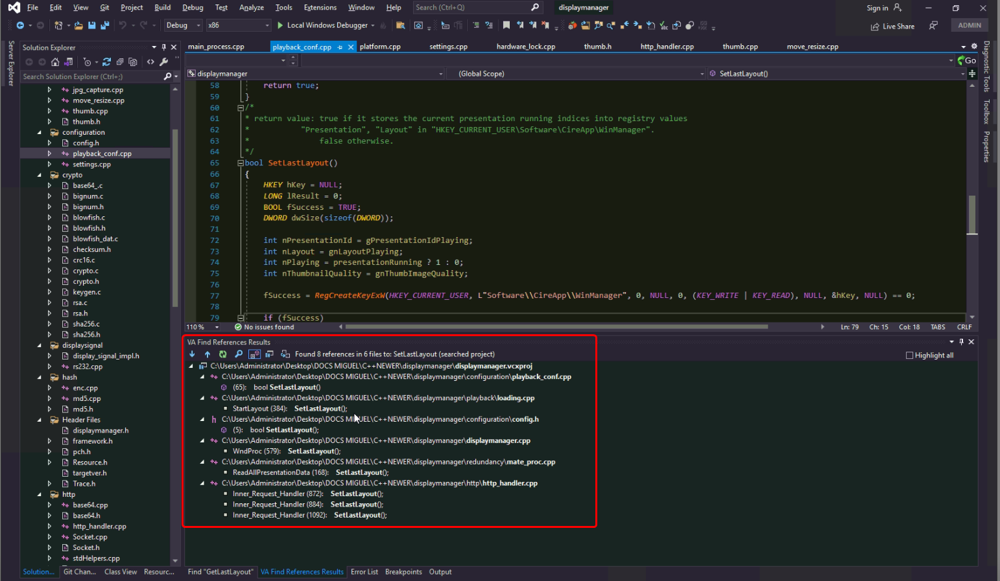 File Edit View Git Project Build Debug Test Analyze Tools Extensions Window Help Search (Ctrl+Q) displaymanager Sign in
Debug x86 Local Windows Debugger Live Share ADMIN
Server Explorer
Solution Explorer
Search Solution Explorer (Ctrl+;)
jpg_capture.cpp
move_resize.cpp
thumb.cpp
thumb.h
configuration
config.h
playback_conf.cpp
settings.cpp
crypto
base64_.c
bignum.c
bignum.h
blowfish.c
blowfish.h
blowfish_dat.c
checksum.h
crc16.c
crypto.c
crypto.h
keygen.c
rsa.c
rsa.h
sha256.c
sha256.h
displaysignal
display_signal_impl.h
rs232.cpp
hash
enc.cpp
md5.cpp
md5.h
Header Files
displaymanager.h
framework.h
pch.h
Resource.h
targetver.h
Trace.h
http
base64.cpp
base64.h
http_handler.cpp
Socket.cpp
Socket.h
stdHelpers.cpp
Solution... Git Chan... Class View Resourc...
main_process.cpp playback_conf.cpp platform.cpp settings.cpp hardware_lock.cpp thumb.h http_handler.cpp thumb.cpp move_resize.cpp
Go
displaymanager (Global Scope) SetLastLayout()
58 return true;
59 }
60 /*
61 * return value: true if it stores the current presentation running indices into registry values
62 * "Presentation", "Layout" in "HKEY_CURRENT_USER\Software\CireApp\WinManager".
63 * false otherwise.
64 */
65 bool SetLastLayout()
66 {
67 HKEY hKey = NULL;
68 LONG lResult = 0;
69 BOOL fSuccess = TRUE;
70 DWORD dwSize(sizeof(DWORD));
71
72 int nPresentationId = gPresentationIdPlaying;
73 int nLayout = gnLayoutPlaying;
74 int nPlaying = presentationRunning ? 1 : 0;
75 int nThumbnailQuality = gnThumbImageQuality;
76
77 fSuccess = RegCreateKeyExW(HKEY_CURRENT_USER, L"Software\\CireApp\\WinManager", 0, NULL, 0, (KEY_WRITE | KEY_READ), NULL, &hKey, NULL) == 0;
78
79 if (fSuccess)
110 % No issues found Ln: 79 Ch: 15 Col: 18 TABS CRLF
VA Find References Results
Found 8 references in 6 files to: SetLastLayout (searched project) Highlight all
C:\Users\Administrator\Desktop\DOCS MIGUEL\C++NEWER\displaymanager\displaymanager.vcxproj
C:\Users\Administrator\Desktop\DOCS MIGUEL\C++NEWER\displaymanager\configuration\playback_conf.cpp
(65): bool SetLastLayout()
C:\Users\Administrator\Desktop\DOCS MIGUEL\C++NEWER\displaymanager\playback\loading.cpp
StartLayout (384): SetLastLayout();
C:\Users\Administrator\Desktop\DOCS MIGUEL\C++NEWER\displaymanager\configuration\config.h
(5): bool SetLastLayout();
C:\Users\Administrator\Desktop\DOCS MIGUEL\C++NEWER\displaymanager\displaymanager.cpp
WndProc (579): SetLastLayout();
C:\Users\Administrator\Desktop\DOCS MIGUEL\C++NEWER\displaymanager\redundancy\mate_proc.cpp
ReadAllPresentationData (168): SetLastLayout();
C:\Users\Administrator\Desktop\DOCS MIGUEL\C++NEWER\displaymanager\http\http_handler.cpp
Inner_Request_Handler (872): SetLastLayout();
Inner_Request_Handler (884): SetLastLayout();
Inner_Request_Handler (1092): SetLastLayout();
Find "GetLastLayout" VA Find References Results Error List Breakpoints Output
Diagnostic Tools
Toolbox
Properties